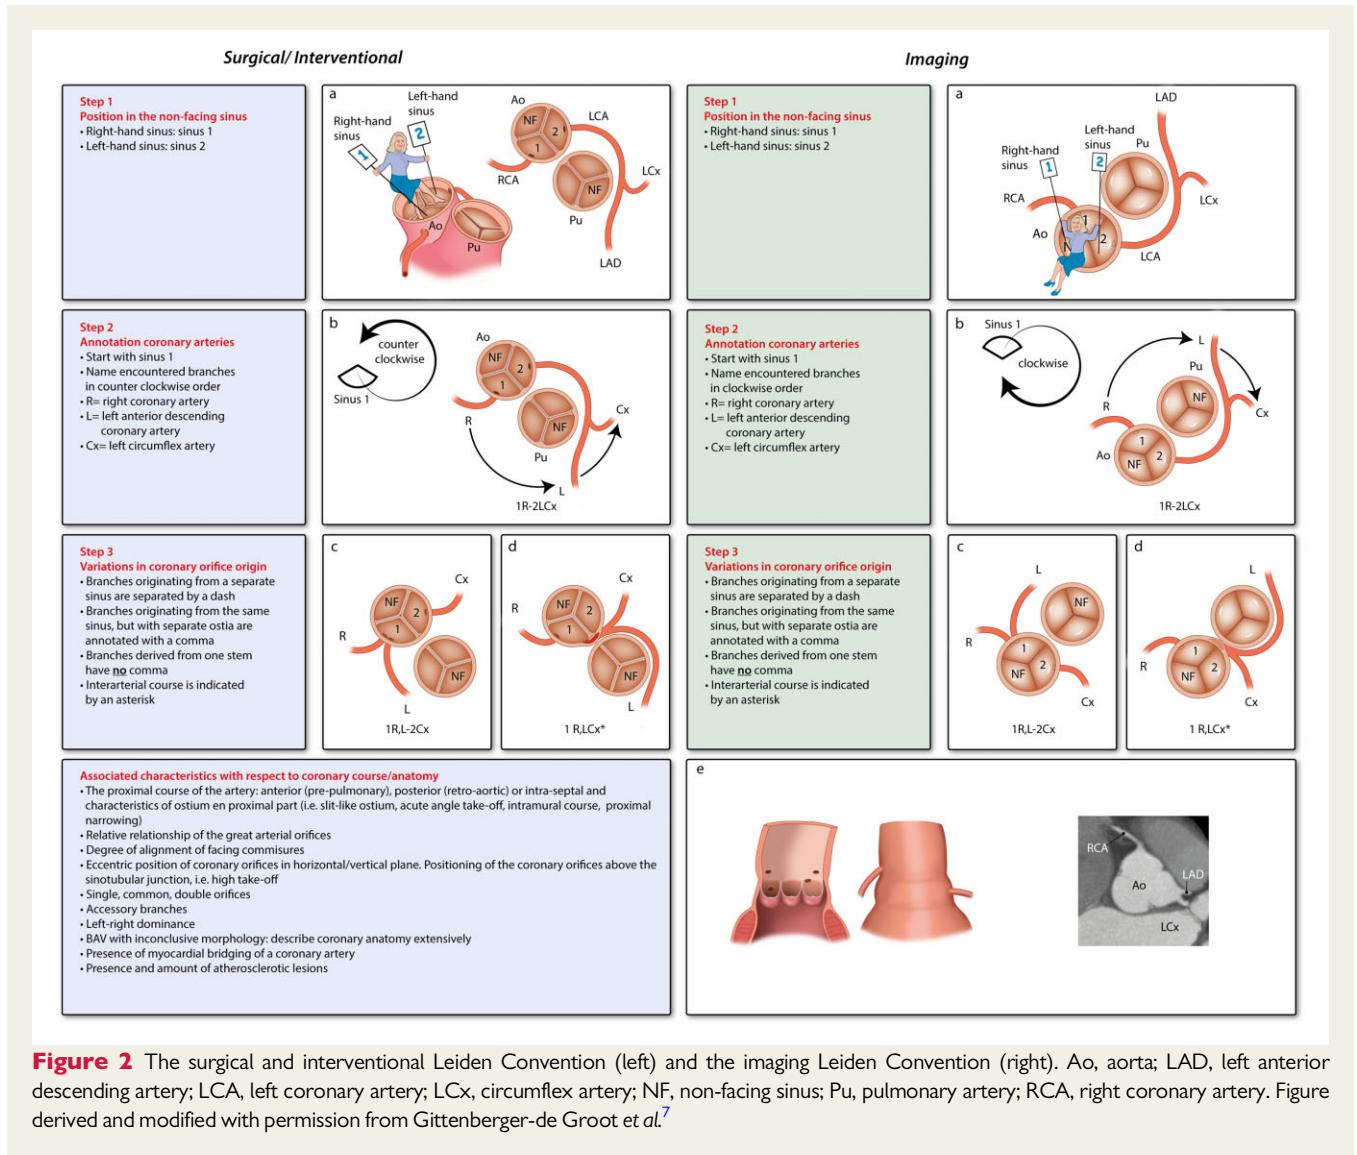 Surgical/ Interventional
Imaging
Step 1
Position in the non-facing sinus
• Right-hand sinus: sinus 1
• Left-hand sinus: sinus 2
a
Right-hand
sinus
Left-hand
sinus
1
2
Ao
Pu
Ao
NF
2
1
LCA
RCA
LCx
NF
Pu
LAD
Step 1
Position in the non-facing sinus
• Right-hand sinus: sinus 1
• Left-hand sinus: sinus 2
a
LAD
Right-hand
sinus
Left-hand
sinus
Pu
1
2
RCA
LCx
Ao
1
N
2
LCA
Step 2
Annotation coronary arteries
• Start with sinus 1
• Name encountered branches
in counter clockwise order
• R= right coronary artery
• L= left anterior descending
coronary artery
• Cx= left circumflex artery
b
counter
clockwise
Sinus 1
Ao
NF
2
1
R
NF
Pu
Cx
L
1R-2LCx
Step 2
Annotation coronary arteries
• Start with sinus 1
• Name encountered branches
in clockwise order
• R= right coronary artery
• L= left anterior descending
coronary artery
• Cx= left circumflex artery
b
Sinus 1
clockwise
L
Pu
NF
R
Cx
Ao
1
2
NF
1R-2LCx
Step 3
Variations in coronary orifice origin
• Branches originating from a separate
sinus are separated by a dash
• Branches originating from the same
sinus, but with separate ostia are
annotated with a comma
• Branches derived from one stem
have no comma
• Interarterial course is indicated
by an asterisk
c
Cx
NF
2
1
R
NF
L
1R,L-2Cx
d
Cx
R
NF
2
1
NF
L
1 R,LCx*
Step 3
Variations in coronary orifice origin
• Branches originating from a separate
sinus are separated by a dash
• Branches originating from the same
sinus, but with separate ostia are
annotated with a comma
• Branches derived from one stem
have no comma
• Interarterial course is indicated
by an asterisk
c
L
NF
R
1
2
NF
Cx
1R,L-2Cx
d
L
R
1
2
NF
Cx
1 R,LCx*
Associated characteristics with respect to coronary course/anatomy
• The proximal course of the artery: anterior (pre-pulmonary), posterior (retro-aortic) or intra-septal and
characteristics of ostium en proximal part (i.e. slit-like ostium, acute angle take-off, intramural course, proximal
narrowing)
• Relative relationship of the great arterial orifices
• Degree of alignment of facing commisures
• Eccentric position of coronary orifices in horizontal/vertical plane. Positioning of the coronary orifices above the
sinotubular junction, i.e. high take-off
• Single, common, double orifices
• Accessory branches
• Left-right dominance
• BAV with inconclusive morphology: describe coronary anatomy extensively
• Presence of myocardial bridging of a coronary artery
• Presence and amount of atherosclerotic lesions
e
RCA
LAD
Ao
LCx
Figure 2 The surgical and interventional Leiden Convention (left) and the imaging Leiden Convention (right). Ao, aorta; LAD, left anterior
descending artery; LCA, left coronary artery; LCx, circumflex artery; NF, non-facing sinus; Pu, pulmonary artery; RCA, right coronary artery. Figure
derived and modified with permission from Gittenberger-de Groot et al.7